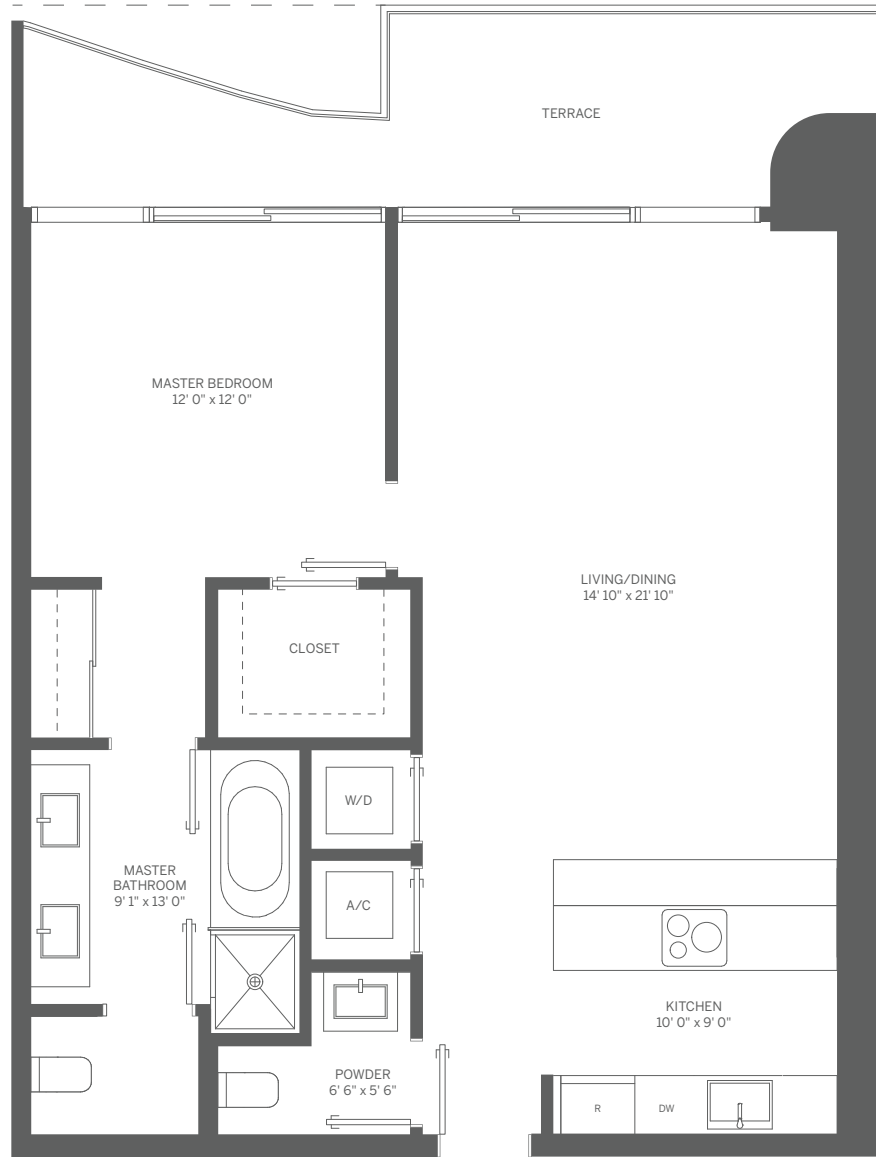 TERRACE
MASTER BEDROOM
12' 0" x 12' 0"
LIVING/DINING
14' 10" x 21' 10"
CLOSET
W/D
MASTER
BATHROOM
9' 1" x 13' 0"
A/C
KITCHEN
10' 0" x 9' 0"
POWDER
6' 6" x 5' 6"
R
DW